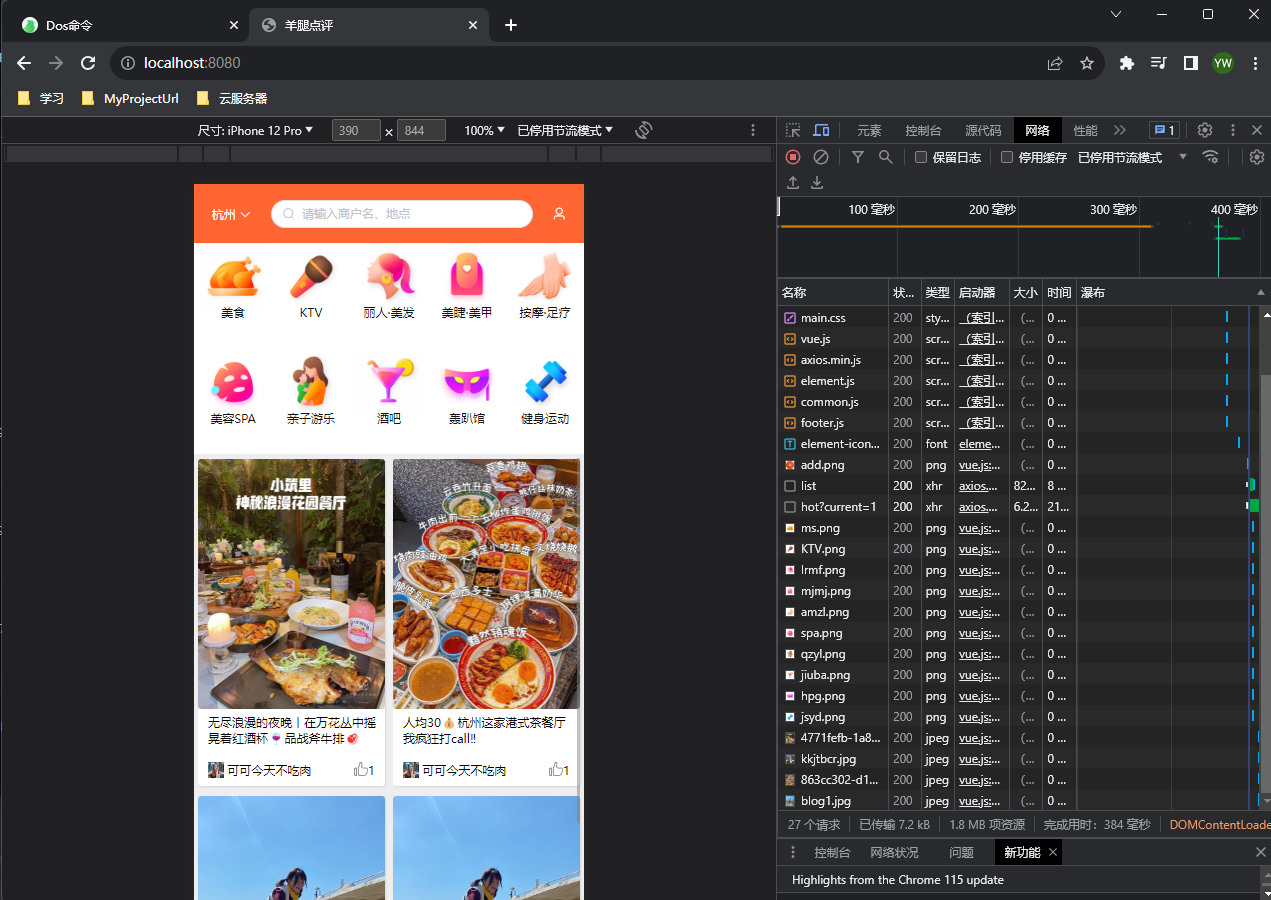 Dos命令
羊腿点评
localhost:8080
YW
学习
MyProjectUrl
云服务器
尺寸: iPhone 12 Pro
390 × 844
100%
已停用节流模式
元素
控制台
源代码
网络
性能
1
保留日志
停用缓存
已停用节流模式
100 毫秒
200 毫秒
300 毫秒
400 毫秒
杭州
请输入商户名、地点
美食
KTV
丽人·美发
美睫·美甲
按摩·足疗
美容SPA
亲子游乐
酒吧
轰趴馆
健身运动
小筑里
神秘浪漫花园餐厅
无尽浪漫的夜晚丨在万花丛中摇
晃着红酒杯🍷品战斧牛排🥩
可可今天不吃肉
1
黯然销魂饭
人均30💰杭州这家港式茶餐厅
我疯狂打call‼️
可可今天不吃肉
1
名称 状... 类型 启动器 大小 时间 瀑布
main.css 200 sty... （索引... (... 0 ...
vue.js 200 scr... （索引... (... 0 ...
axios.min.js 200 scr... （索引... (... 0 ...
element.js 200 scr... （索引... (... 0 ...
common.js 200 scr... （索引... (... 0 ...
footer.js 200 scr... （索引... (... 0 ...
element-icon... 200 font eleme... (... 0 ...
add.png 200 png vue.js:... (... 0 ...
list 200 xhr axios.... 82... 8 ...
hot?current=1 200 xhr axios.... 6.2... 21...
ms.png 200 png vue.js:... (... 0 ...
KTV.png 200 png vue.js:... (... 0 ...
lrmf.png 200 png vue.js:... (... 0 ...
mjmj.png 200 png vue.js:... (... 0 ...
amzl.png 200 png vue.js:... (... 0 ...
spa.png 200 png vue.js:... (... 0 ...
qzyl.png 200 png vue.js:... (... 0 ...
jiuba.png 200 png vue.js:... (... 0 ...
hpg.png 200 png vue.js:... (... 0 ...
jsyd.png 200 png vue.js:... (... 0 ...
4771fefb-1a8... 200 jpeg vue.js:... (... 0 ...
kkjtbcr.jpg 200 jpeg vue.js:... (... 0 ...
863cc302-d1... 200 jpeg vue.js:... (... 0 ...
blog1.jpg 200 jpeg vue.js:... (... 0 ...
27 个请求
已传输 7.2 kB
1.8 MB 项资源
完成用时：384 毫秒
DOMContentLoade
控制台
网络状况
问题
新功能
Highlights from the Chrome 115 update